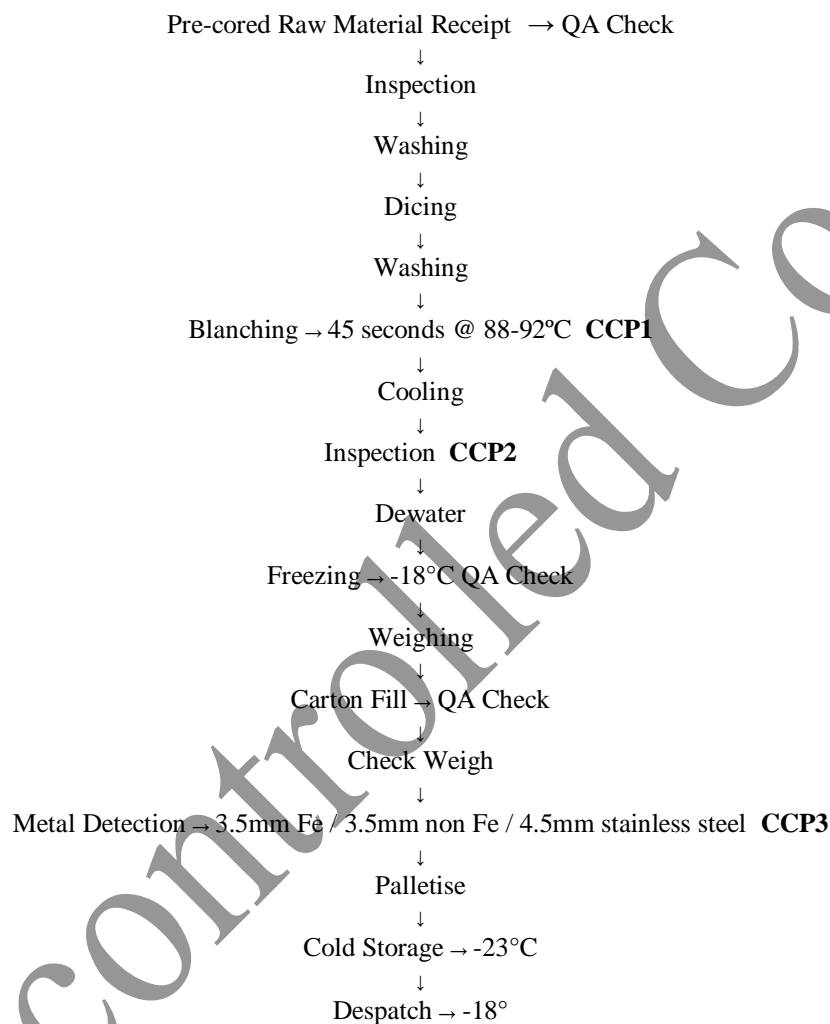 Pre-cored Raw Material Receipt → QA Check
↓
Inspection
↓
Washing
↓
Dicing
↓
Washing
↓
Blanching → 45 seconds @ 88-92ºC CCP1
↓
Cooling
↓
Inspection CCP2
↓
Dewater
↓
Freezing → -18°C QA Check
↓
Weighing
↓
Carton Fill → QA Check
↓
Check Weigh
↓
Metal Detection → 3.5mm Fe / 3.5mm non Fe / 4.5mm stainless steel CCP3
↓
Palletise
↓
Cold Storage → -23°C
↓
Despatch → -18°
controlled Co